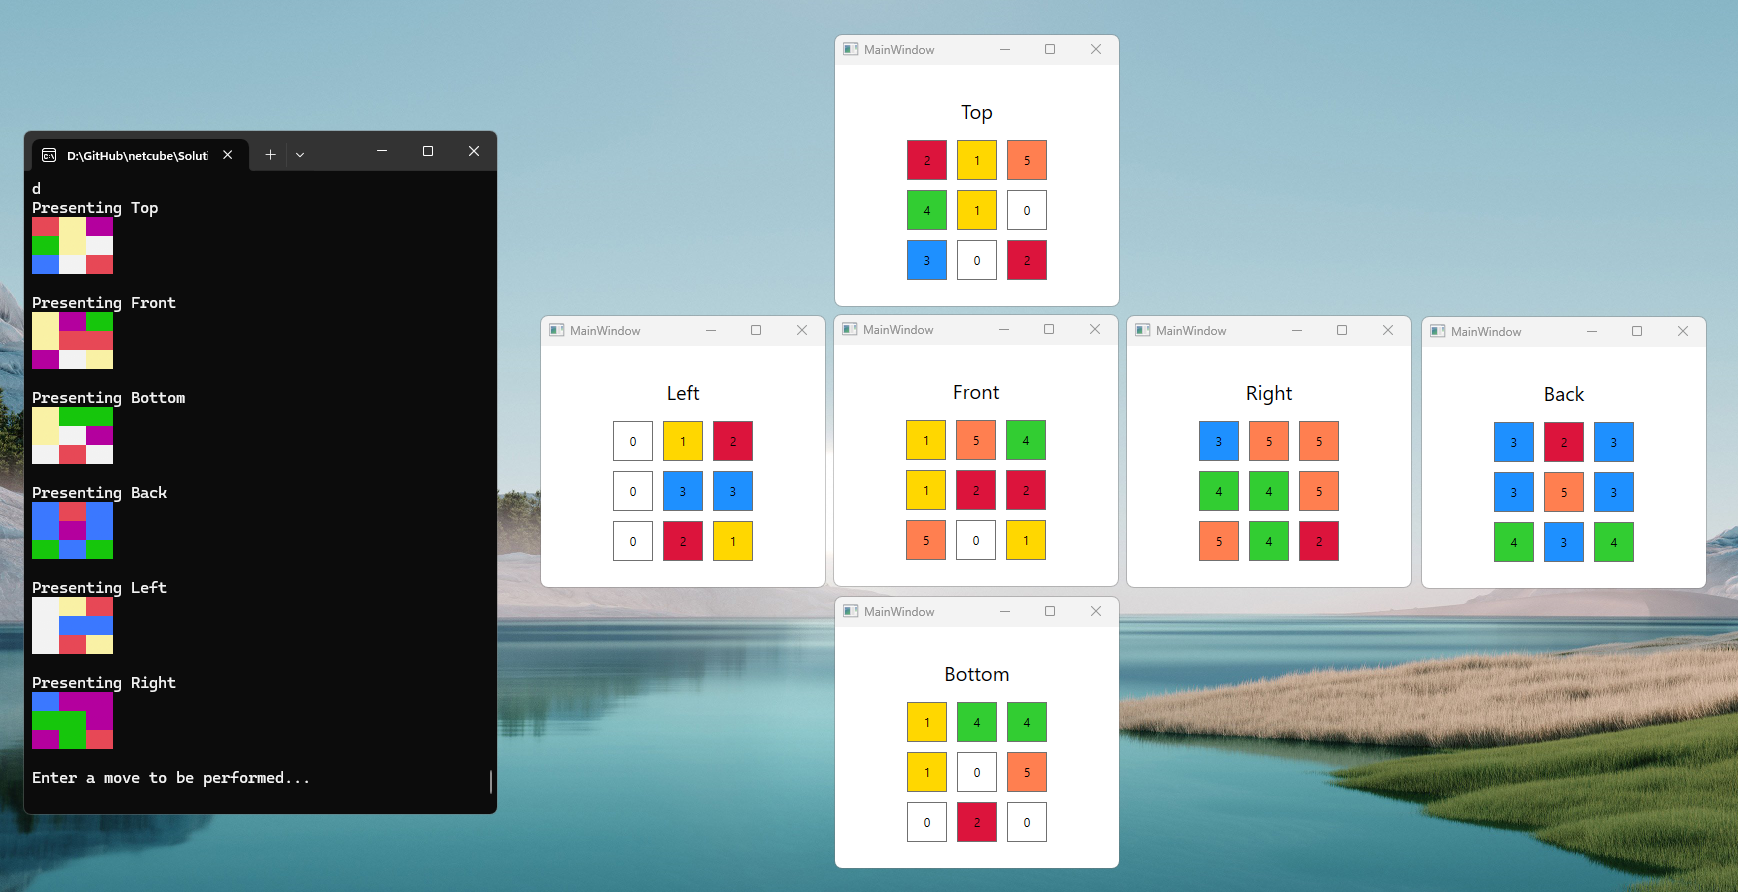 D:\GitHub\netcube\Soluti
d
Presenting Top
Presenting Front
Presenting Bottom
Presenting Back
Presenting Left
Presenting Right
Enter a move to be performed...
MainWindow
Top
2 1 5
4 1 0
3 0 2
MainWindow
Left
0 1 2
0 3 3
0 2 1
MainWindow
Front
1 5 4
1 2 2
5 0 1
MainWindow
Right
3 5 5
4 4 5
5 4 2
MainWindow
Back
3 2 3
3 5 3
4 3 4
MainWindow
Bottom
1 4 4
1 0 5
0 2 0